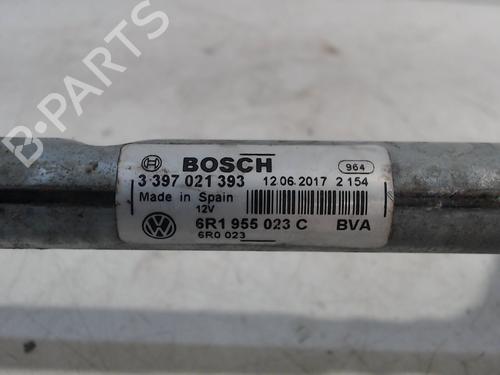 BOSCH 964
3 397 021 393 12.06.2017 2 154
Made in Spain
12V
6R1 955 023 C BVA
6R0 023